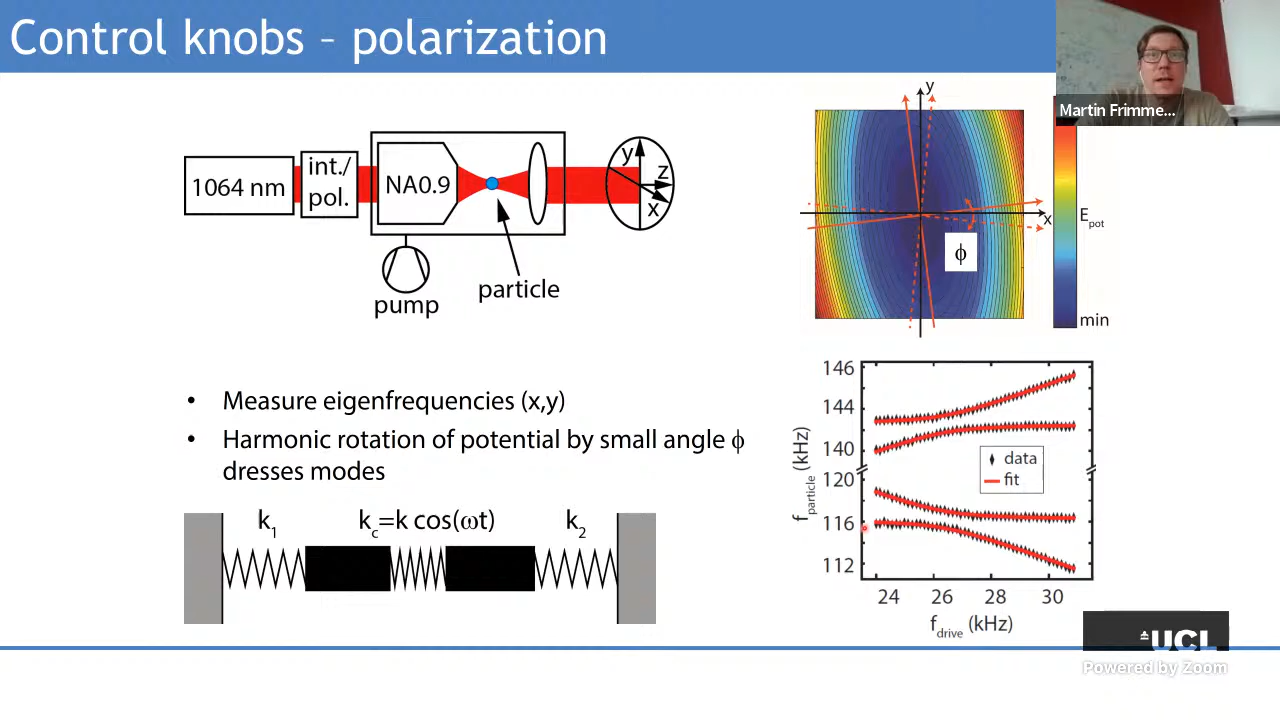 Control knobs – polarization
Martin Frimme...
1064 nm
int./
pol.
NA0.9
y
z
x
pump
particle
y
x
ϕ
E_pot
min
• Measure eigenfrequencies (x,y)
• Harmonic rotation of potential by small angle ϕ
dresses modes
k_1
k_c=k cos(ωt)
k_2
146
144
140
120
116
112
f_particle (kHz)
data
fit
24 26 28 30
f_drive (kHz)
UCL
Powered by Zoom